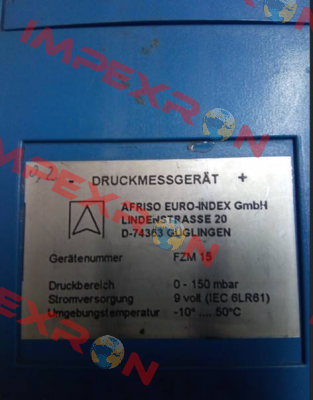 IMPEXRON
- DRUCKMESSGERÄT +
AFRISO EURO-INDEX GmbH
LINDENSTRASSE 20
D-74363 GÜGLINGEN
Gerätenummer FZM 15
Druckbereich 0 - 150 mbar
Stromversorgung 9 volt (IEC 6LR61)
Umgebungstemperatur -10° .... 50°C
IMPEXRON